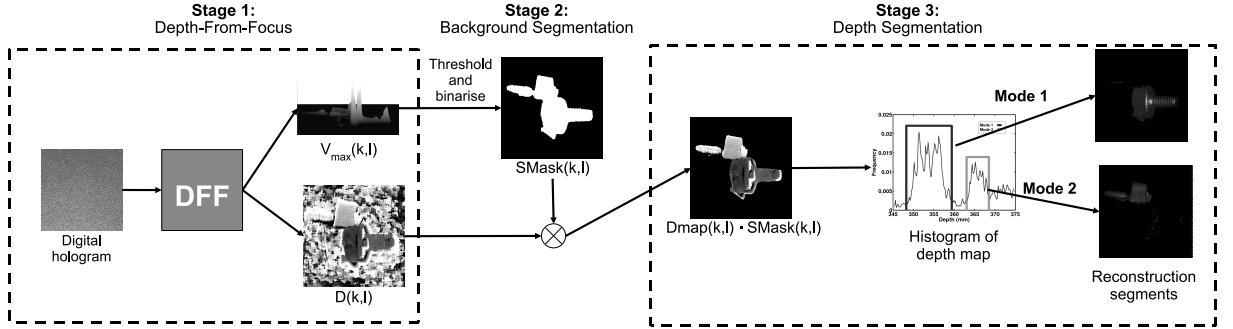 Stage 1:
Depth-From-Focus
Stage 2:
Background Segmentation
Stage 3:
Depth Segmentation
Threshold
and
binarise
Vmax(k,l)
SMask(k,l)
DFF
Digital
hologram
D(k,l)
Dmap(k,l) · SMask(k,l)
Mode 1
Mode 2
Mode 1
Mode 2
0.025
0.02
0.015
0.01
0.005
0
Frequency
345 350 355 360 365 370 375
Depth (mm)
Histogram of
depth map
Reconstruction
segments